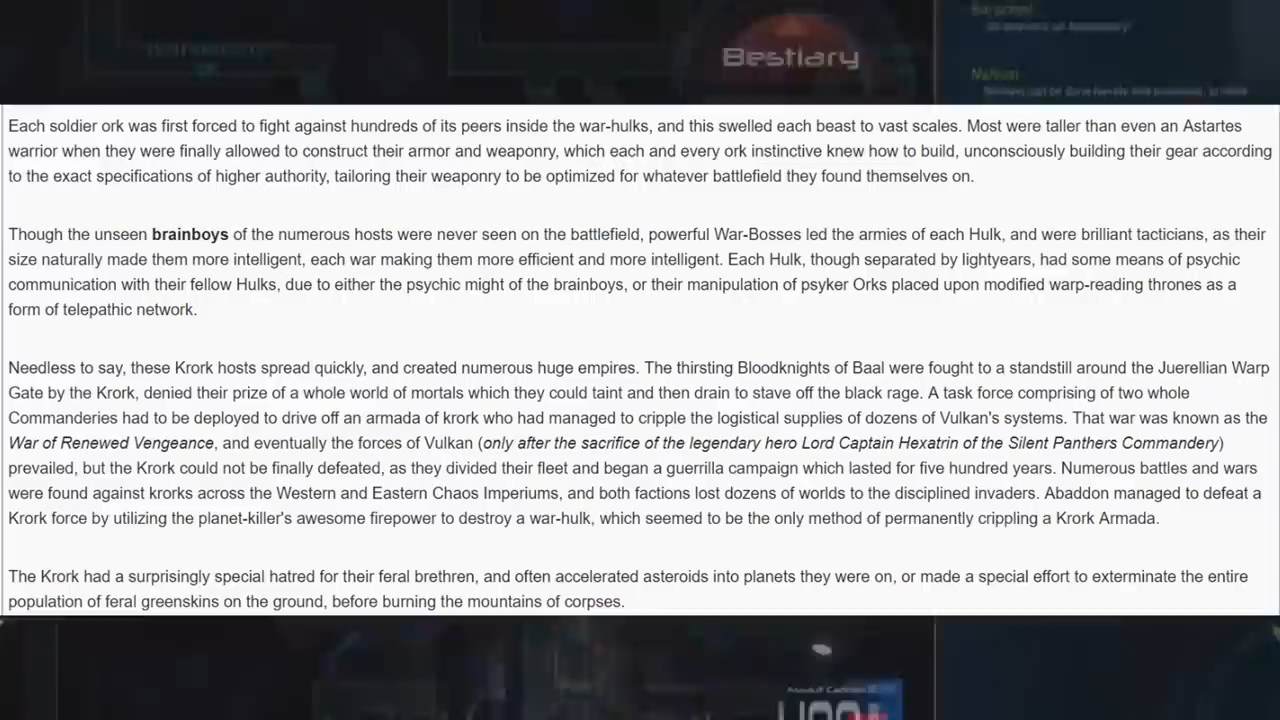 Bestiary
Each soldier ork was first forced to fight against hundreds of its peers inside the war-hulks, and this swelled each beast to vast scales. Most were taller than even an Astartes
warrior when they were finally allowed to construct their armor and weaponry, which each and every ork instinctive knew how to build, unconsciously building their gear according
to the exact specifications of higher authority, tailoring their weaponry to be optimized for whatever battlefield they found themselves on.
Though the unseen brainboys of the numerous hosts were never seen on the battlefield, powerful War-Bosses led the armies of each Hulk, and were brilliant tacticians, as their
size naturally made them more intelligent, each war making them more efficient and more intelligent. Each Hulk, though separated by lightyears, had some means of psychic
communication with their fellow Hulks, due to either the psychic might of the brainboys, or their manipulation of psyker Orks placed upon modified warp-reading thrones as a
form of telepathic network.
Needless to say, these Krork hosts spread quickly, and created numerous huge empires. The thirsting Bloodknights of Baal were fought to a standstill around the Juerellian Warp
Gate by the Krork, denied their prize of a whole world of mortals which they could taint and then drain to stave off the black rage. A task force comprising of two whole
Commanderies had to be deployed to drive off an armada of krork who had managed to cripple the logistical supplies of dozens of Vulkan's systems. That war was known as the
War of Renewed Vengeance, and eventually the forces of Vulkan (only after the sacrifice of the legendary hero Lord Captain Hexatrin of the Silent Panthers Commandery)
prevailed, but the Krork could not be finally defeated, as they divided their fleet and began a guerrilla campaign which lasted for five hundred years. Numerous battles and wars
were found against krorks across the Western and Eastern Chaos Imperiums, and both factions lost dozens of worlds to the disciplined invaders. Abaddon managed to defeat a
Krork force by utilizing the planet-killer's awesome firepower to destroy a war-hulk, which seemed to be the only method of permanently crippling a Krork Armada.
The Krork had a surprisingly special hatred for their feral brethren, and often accelerated asteroids into planets they were on, or made a special effort to exterminate the entire
population of feral greenskins on the ground, before burning the mountains of corpses.